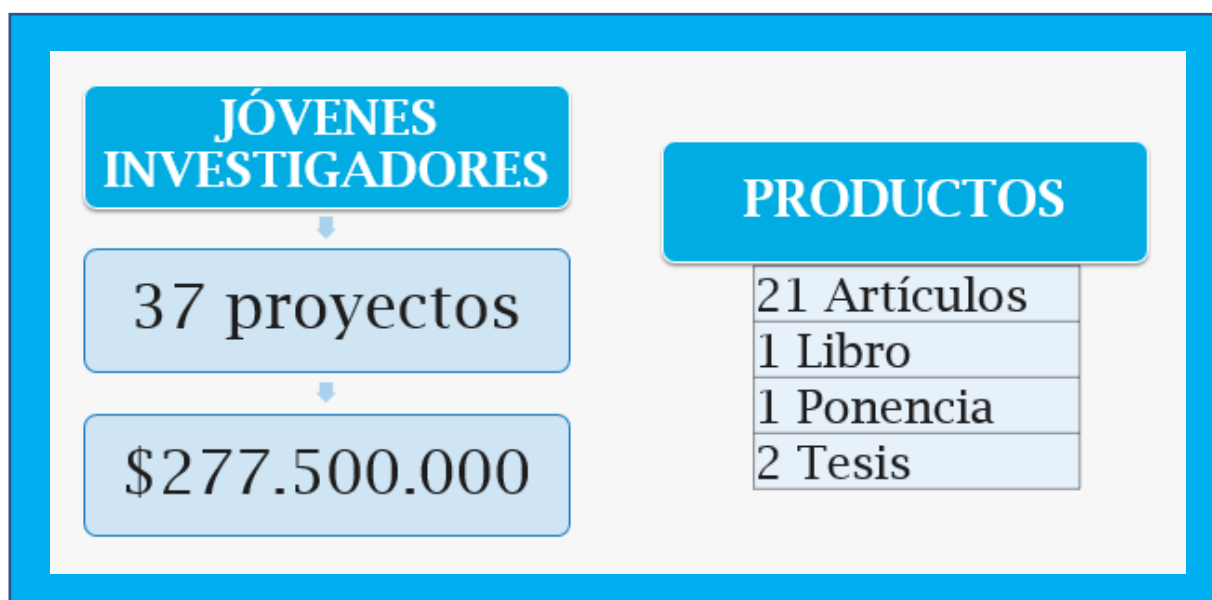 JÓVENES
INVESTIGADORES
37 proyectos
$277.500.000
PRODUCTOS
21 Artículos
1 Libro
1 Ponencia
2 Tesis